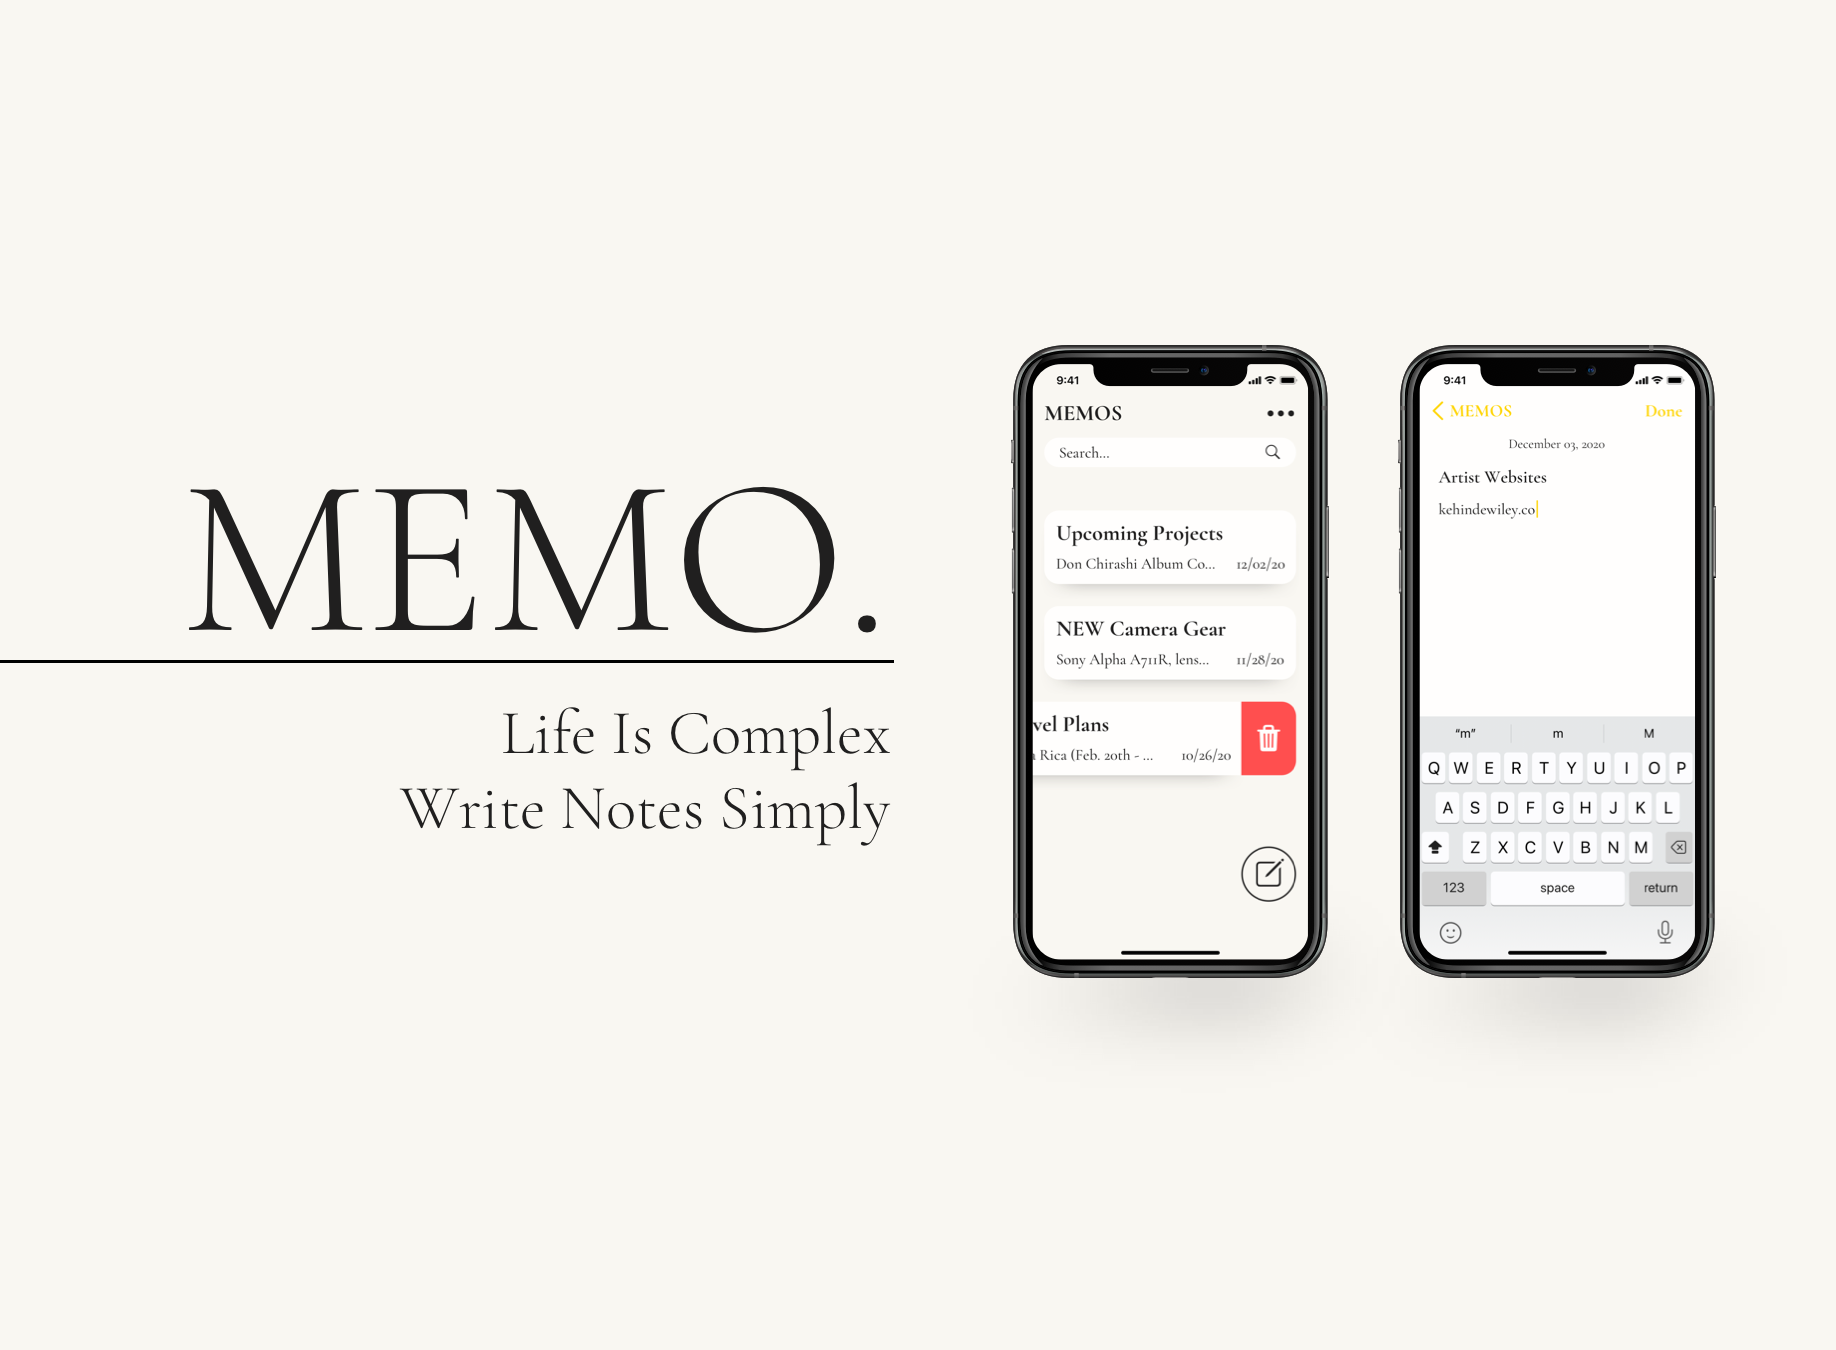 MEMO.
Life Is Complex
Write Notes Simply
9:41
MEMOS
Search...
Upcoming Projects
Don Chirashi Album Co... 12/02/20
NEW Camera Gear
Sony Alpha A711R, lens... 11/28/20
vel Plans
a Rica (Feb. 20th - ... 10/26/20
9:41
MEMOS Done
December 03, 2020
Artist Websites
kehindewiley.co
“m” m M
Q W E R T Y U I O P
A S D F G H J K L
Z X C V B N M
123 space return